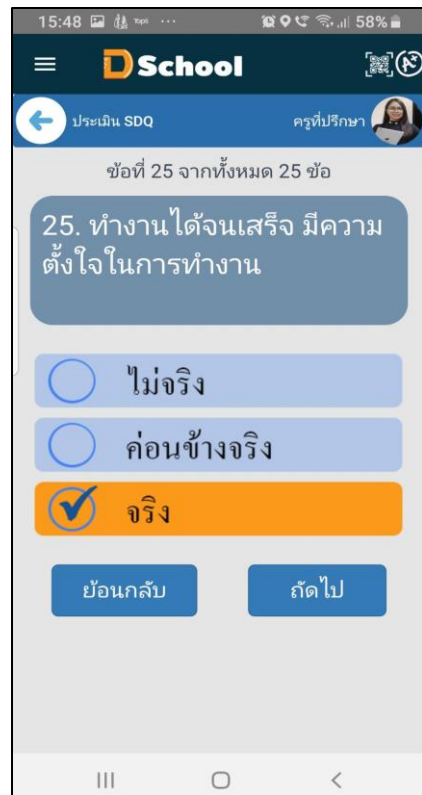 15:48
58%
DSchool
ประเมิน SDQ
ครูที่ปรึกษา
ข้อที่ 25 จากทั้งหมด 25 ข้อ
25. ทำงานได้จนเสร็จ มีความ
ตั้งใจในการทำงาน
ไม่จริง
ค่อนข้างจริง
จริง
ย้อนกลับ
ถัดไป